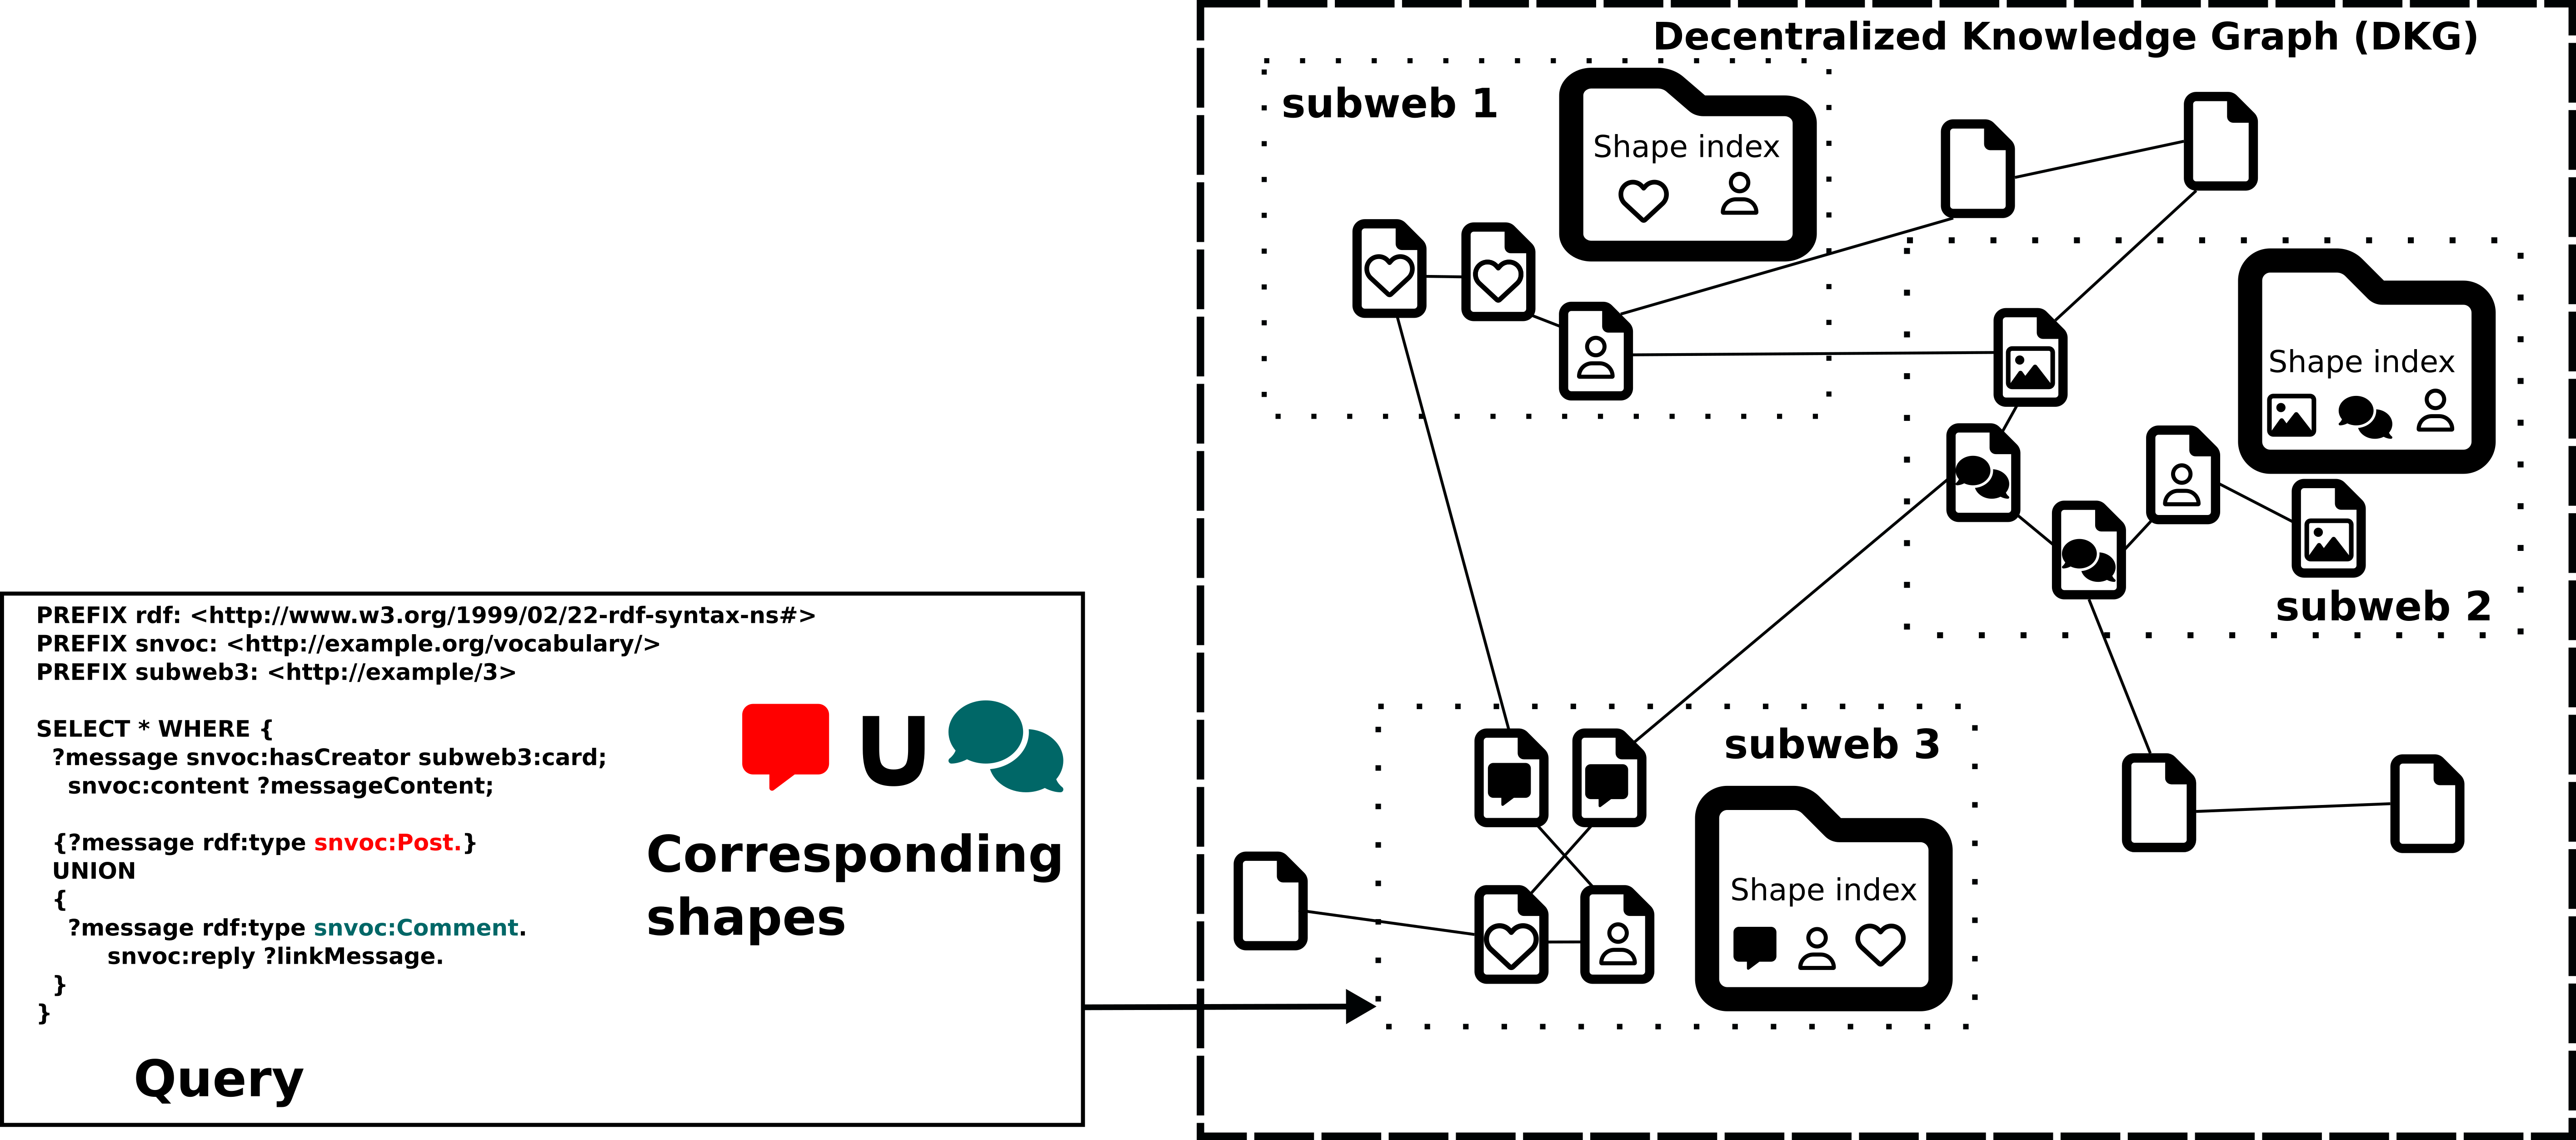 Decentralized Knowledge Graph (DKG)
subweb 1
Shape index
Shape index
subweb 2
subweb 3
Shape index
PREFIX rdf: <http://www.w3.org/1999/02/22-rdf-syntax-ns#>
PREFIX snvoc: <http://example.org/vocabulary/>
PREFIX subweb3: <http://example/3>
SELECT * WHERE {
?message snvoc:hasCreator subweb3:card;
snvoc:content ?messageContent;
{?message rdf:type snvoc:Post.}
UNION
{
?message rdf:type snvoc:Comment.
snvoc:reply ?linkMessage.
}
}
U
Corresponding
shapes
Query